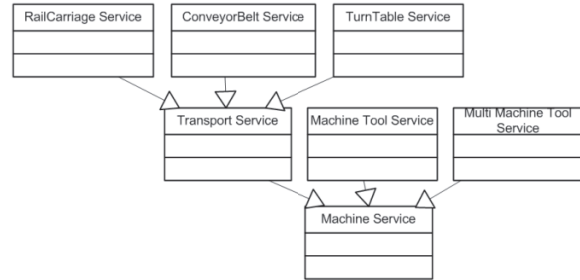 RailCarriage Service
ConveyorBelt Service
TurnTable Service
Transport Service
Machine Tool Service
Multi Machine Tool
Service
Machine Service